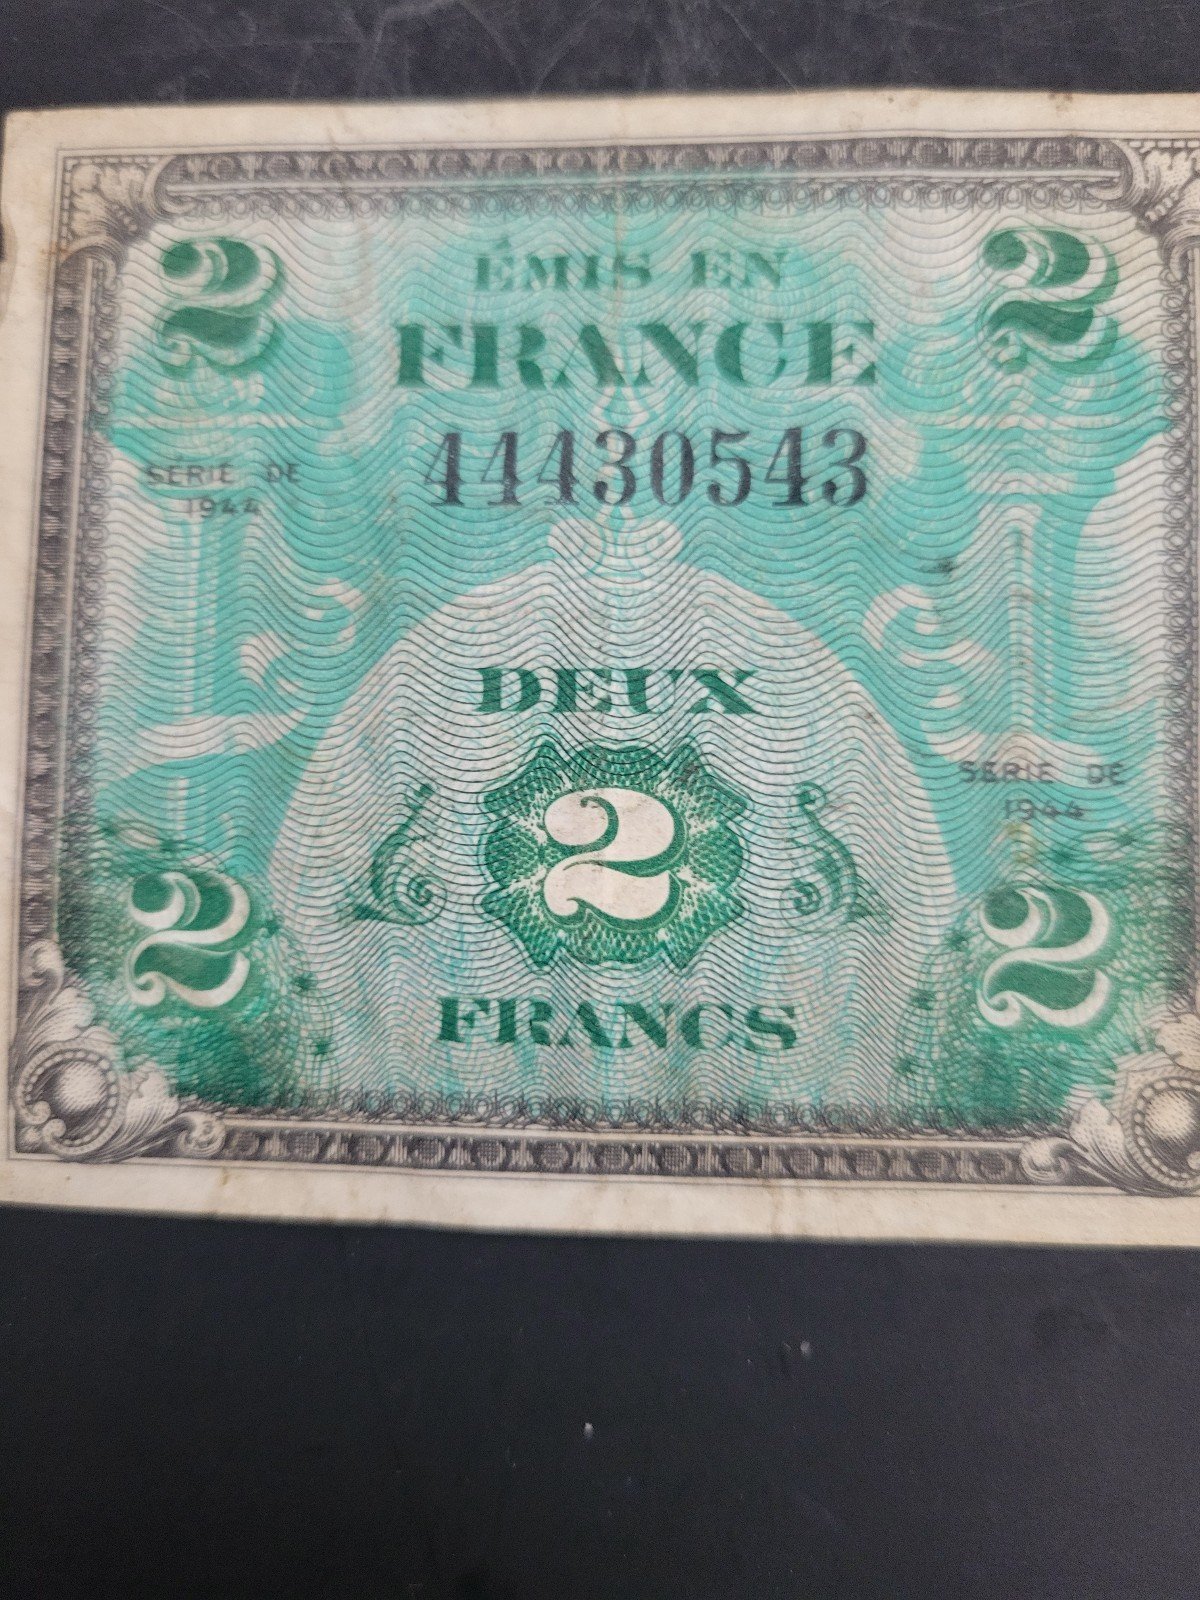 2 2
ÉMIS EN
FRANCE
44430543
SÉRIE DE
1944
DEUX
2
SÉRIE DE
1944
2 2
FRANCS